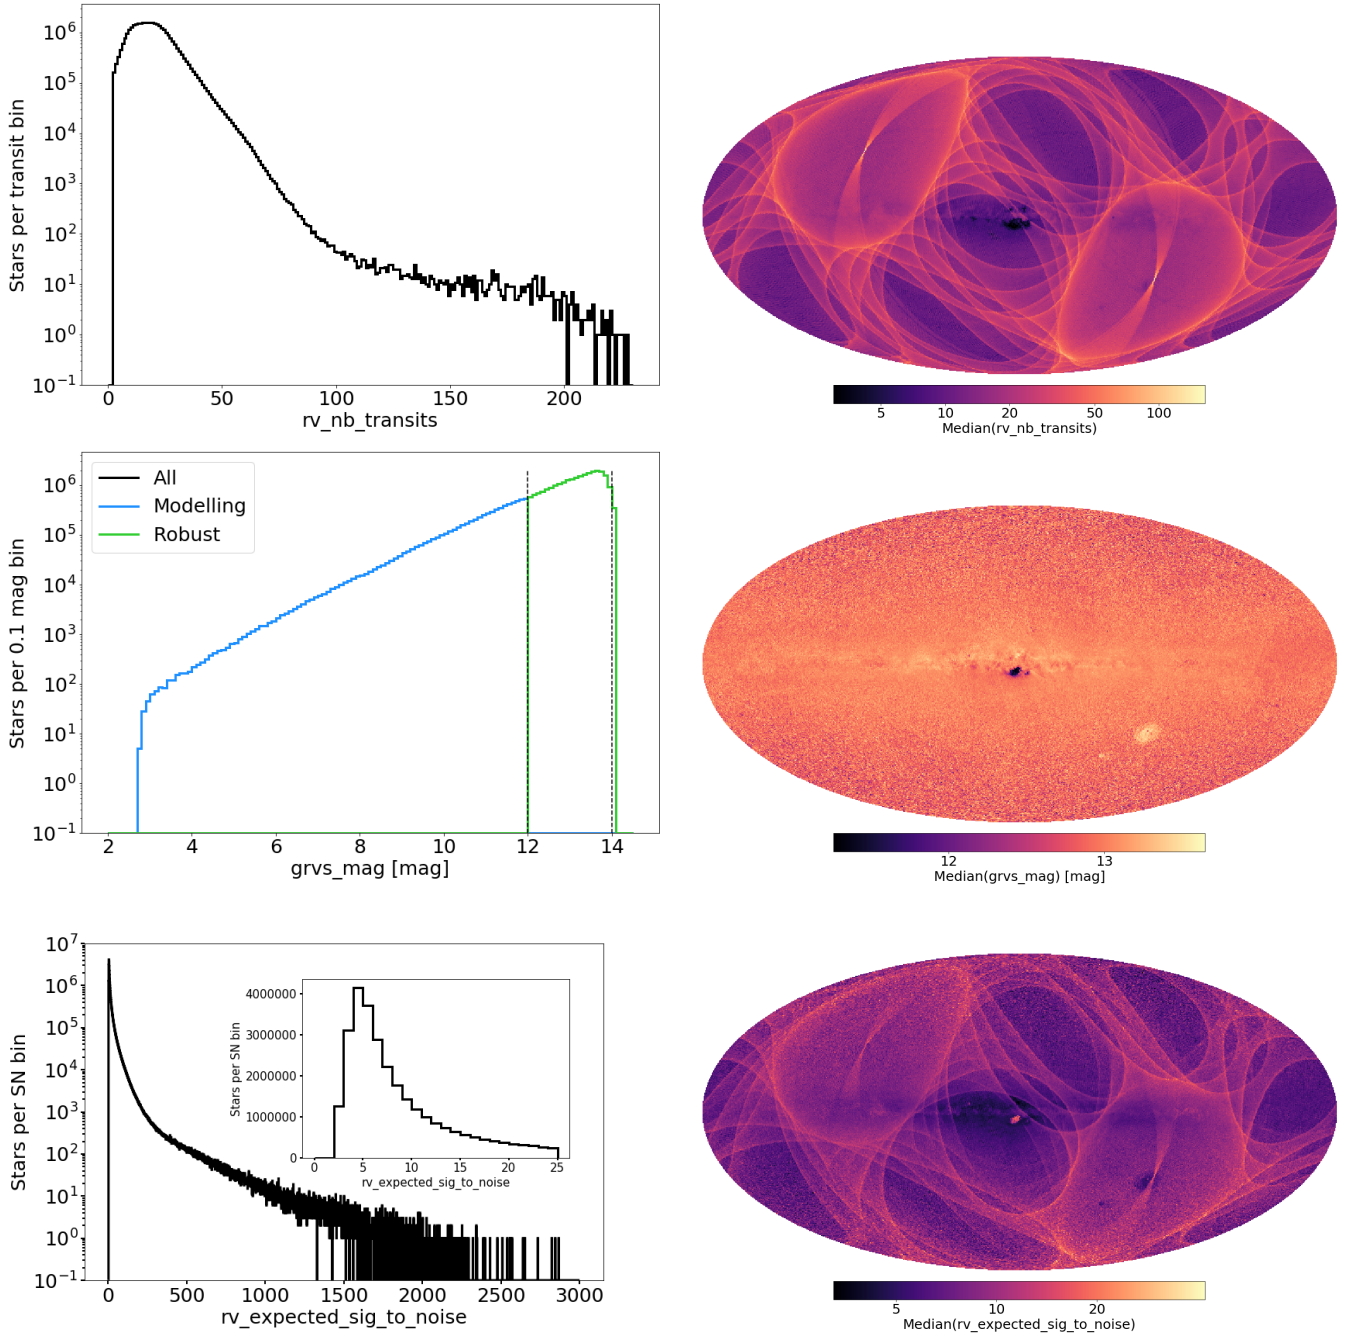 10^6
10^5
10^4
10^3
10^2
10^1
10^0
10^−1
Stars per transit bin
0 50 100 150 200
rv_nb_transits
5 10 20 50 100
Median(rv_nb_transits)
All
Modelling
Robust
10^6
10^5
10^4
10^3
10^2
10^1
10^0
10^−1
Stars per 0.1 mag bin
2 4 6 8 10 12 14
grvs_mag [mag]
12 13
Median(grvs_mag) [mag]
10^7
10^6
10^5
10^4
10^3
10^2
10^1
10^0
10^−1
Stars per SN bin
0 500 1000 1500 2000 2500 3000
rv_expected_sig_to_noise
4000000
3000000
2000000
1000000
0
Stars per SN bin
0 5 10 15 20 25
rv_expected_sig_to_noise
5 10 20
Median(rv_expected_sig_to_noise)